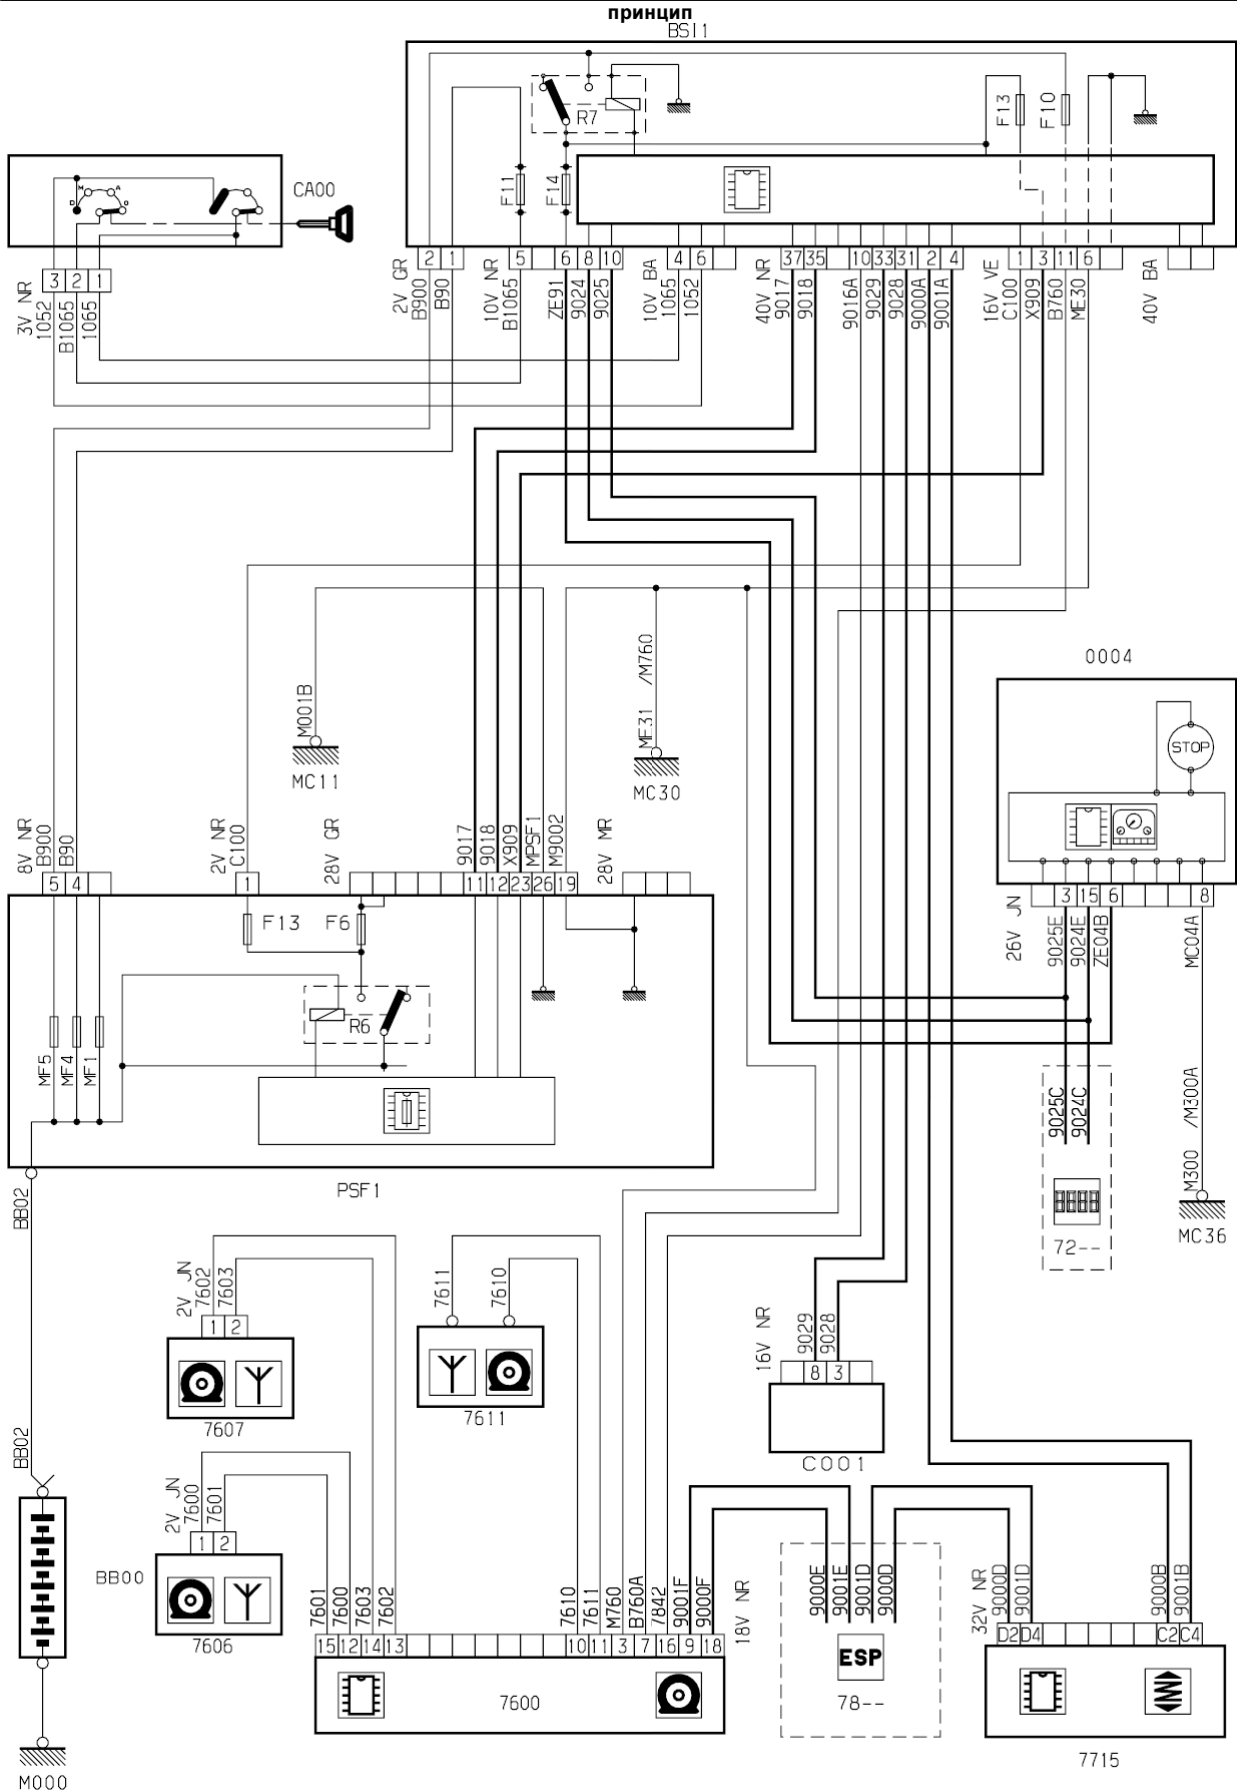 принцип
BSI1
R7
F13
F10
F11
F14
CA00
M
A
D
3 2 1
3V NR
1052
B1065
1065
2 1
5
6 8 10
4 6
37 35
10 33 31 2 4
1 3 11 6
2V GR
B900
B90
10V NR
B1065
ZE91
9024
9025
10V BA
1065
1052
40V NR
9017
9018
9016A
9029
9028
9000A
9001A
16V VE
C100
X909
B760
ME30
40V BA
M001B
MC11
MF31 /M760
MC30
0004
STOP
8V NR
B900
B90
2V NR
C100
28V GR
9017
9018
X909
MPSF1
M9002
28V MR
5 4
1
11 12 23 26 19
3 15 6
8
F13
F6
26V JN
9025E
9024E
ZE04B
MC04A
R6
MF5
MF4
MF1
9025C
9024C
M300 /M300A
PSF1
BB02
72--
MC36
2V JN
7602
7603
1 2
7607
7611
7610
7611
16V NR
9029
9028
8 3
C001
BB02
2V JN
7600
7601
1 2
BB00
7606
7601
7600
7603
7602
7610
7611
M760
B760A
7842
9001F
9000F
18V NR
15 12 14 13
10 11 3 7 16 9 18
7600
9000E
9001E
9001D
9000D
ESP
78--
32V NR
9000D
9001D
9000B
9001B
D2 D4
C2 C4
7715
M000